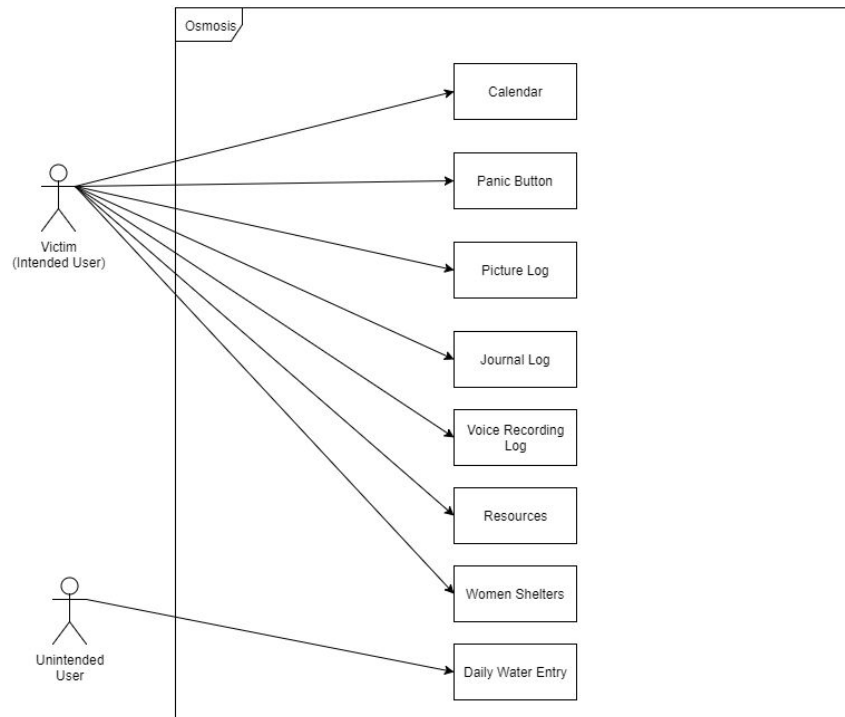 Osmosis
Calendar
Panic Button
Victim
(Intended User)
Picture Log
Journal Log
Voice Recording
Log
Resources
Women Shelters
Unintended
User
Daily Water Entry